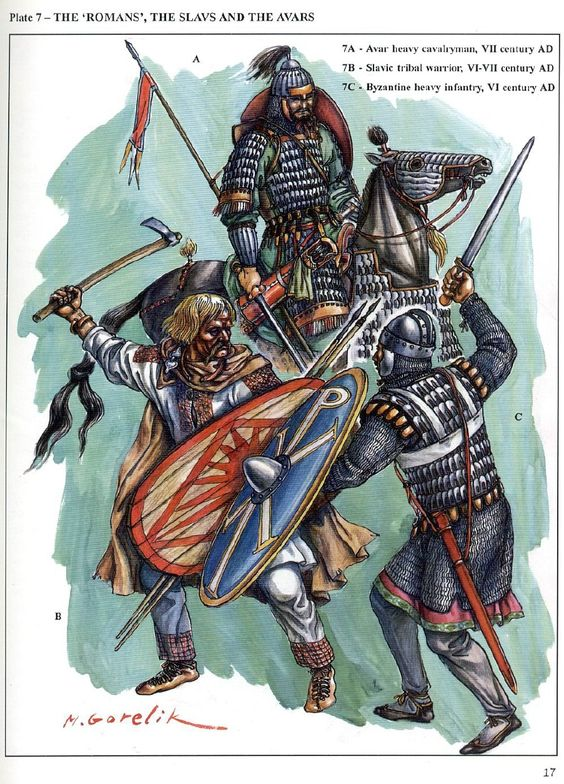 Plate 7 – THE ‘ROMANS’, THE SLAVS AND THE AVARS
7A - Avar heavy cavalryman, VII century AD
7B - Slavic tribal warrior, VI-VII century AD
7C - Byzantine heavy infantry, VI century AD
A
C
B
M. Gorelik
17